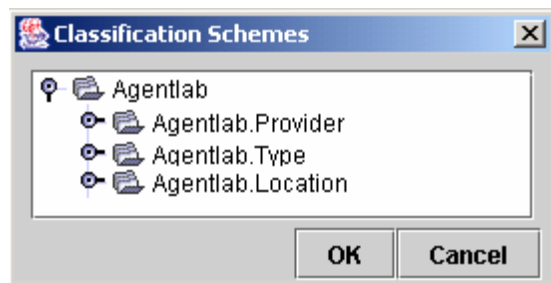 Classification Schemes
Agentlab
Agentlab.Provider
Agentlab.Type
Agentlab.Location
OK Cancel